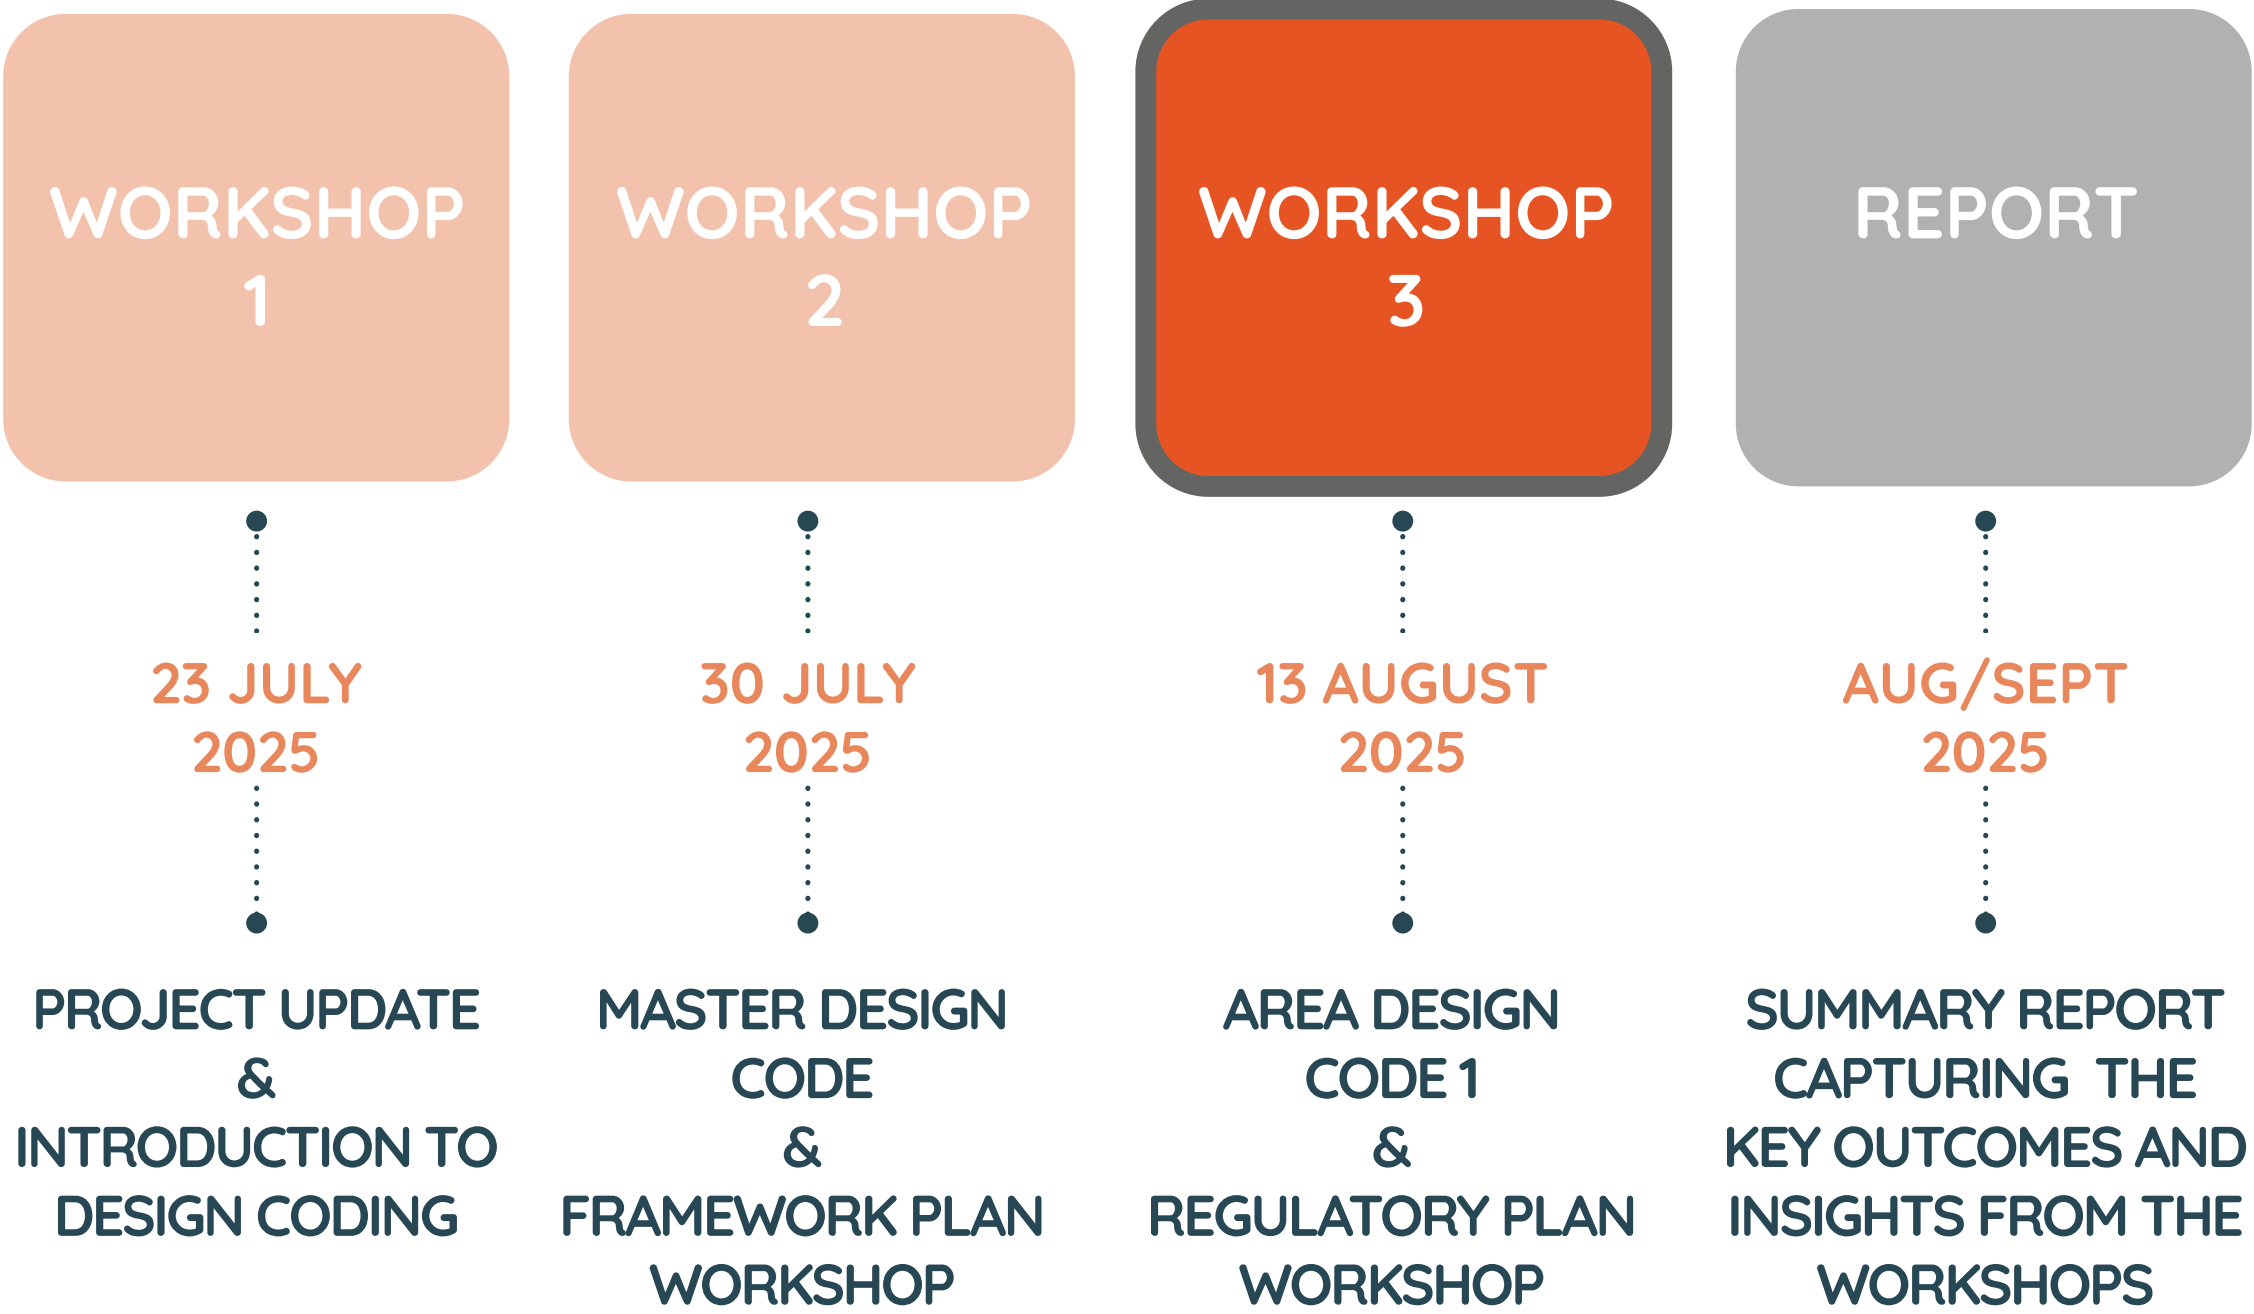 WORKSHOP
1
23 JULY
2025
PROJECT UPDATE
&
INTRODUCTION TO
DESIGN CODING
WORKSHOP
2
30 JULY
2025
MASTER DESIGN
CODE
&
FRAMEWORK PLAN
WORKSHOP
WORKSHOP
3
13 AUGUST
2025
AREA DESIGN
CODE 1
&
REGULATORY PLAN
WORKSHOP
REPORT
AUG/SEPT
2025
SUMMARY REPORT
CAPTURING THE
KEY OUTCOMES AND
INSIGHTS FROM THE
WORKSHOPS